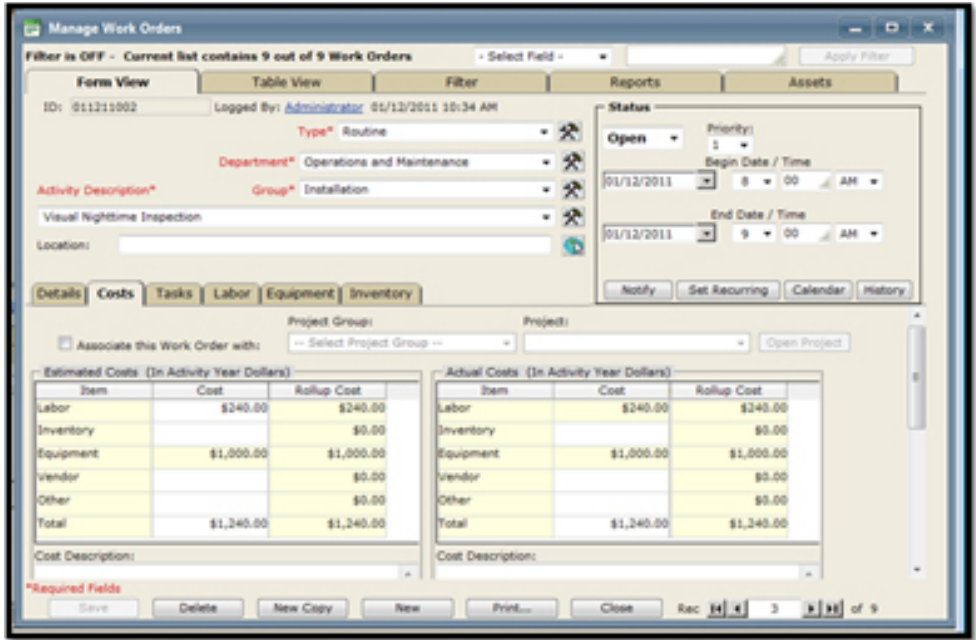 Manage Work Orders
Filter is OFF - Current list contains 9 out of 9 Work Orders - Select Field - Apply Filter
Form View Table View Filter Reports Assets
ID: 011211002 Logged By: Administrator 01/12/2011 10:34 AM
Status
Type* Routine
Open Priority: 1
Department* Operations and Maintenance
Begin Date / Time
01/12/2011 8 00 AM
Activity Description* Group* Installation
Visual Nighttime Inspection
End Date / Time
01/12/2011 9 00 AM
Location:
Notify Set Recurring Calendar History
Details Costs Tasks Labor Equipment Inventory
Project Group: Project:
Associate this Work Order with: -- Select Project Group -- Open Project
Estimated Costs (In Activity Year Dollars)
Item Cost Rollup Cost
Labor $240.00 $240.00
Inventory $0.00
Equipment $1,000.00 $1,000.00
Vendor $0.00
Other $0.00
Total $1,240.00 $1,240.00
Cost Description:
Actual Costs (In Activity Year Dollars)
Item Cost Rollup Cost
Labor $240.00 $240.00
Inventory $0.00
Equipment $1,000.00 $1,000.00
Vendor $0.00
Other $0.00
Total $1,240.00 $1,240.00
Cost Description:
*Required Fields
Save Delete New Copy New Print... Close Rec 3 of 9